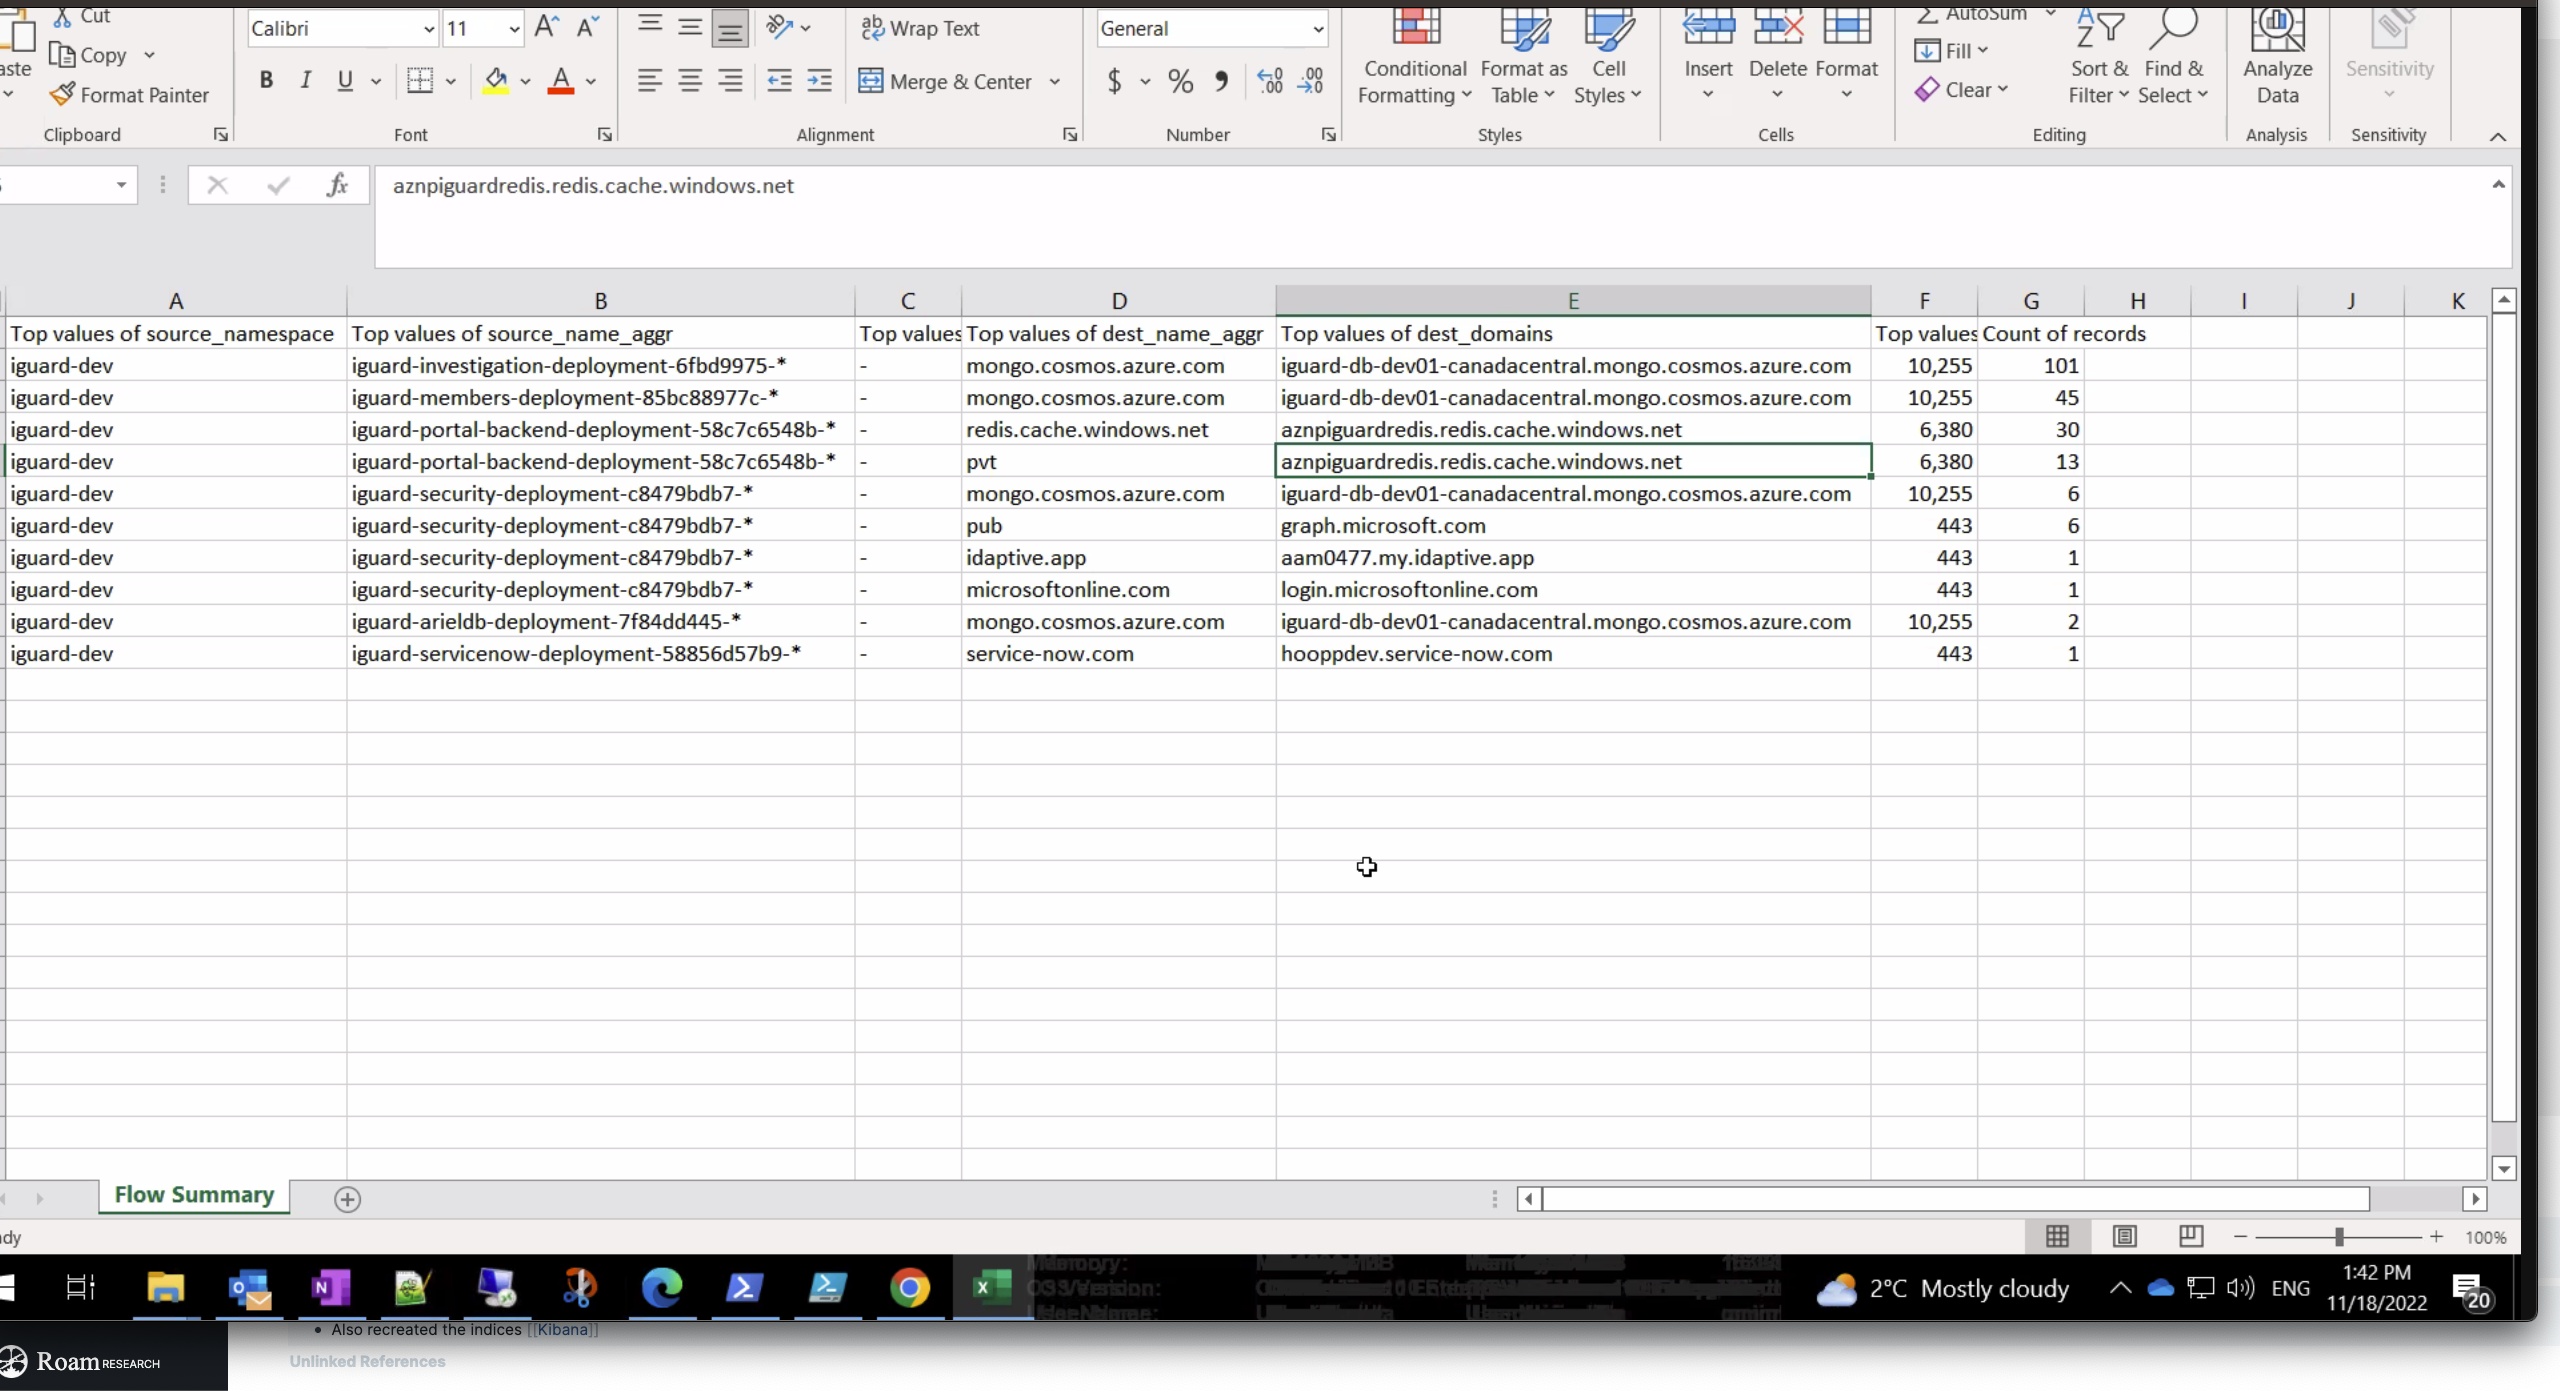 Cut
AutoSum
Calibri 11 Wrap Text General
Copy Fill
Conditional Formatting Format as Table Cell Styles Insert Delete Format Sort & Filter Find & Select Analyze Data Sensitivity
B I U Merge & Center $ %
Format Painter Clear
Clipboard Font Alignment Number Styles Cells Editing Analysis Sensitivity
fx aznpiguardredis.redis.cache.windows.net
A B C D E F G H I J K
Top values of source_namespace Top values of source_name_aggr Top values Top values of dest_name_aggr Top values of dest_domains Top values Count of records
iguard-dev iguard-investigation-deployment-6fbd9975-* - mongo.cosmos.azure.com iguard-db-dev01-canadacentral.mongo.cosmos.azure.com 10,255 101
iguard-dev iguard-members-deployment-85bc88977c-* - mongo.cosmos.azure.com iguard-db-dev01-canadacentral.mongo.cosmos.azure.com 10,255 45
iguard-dev iguard-portal-backend-deployment-58c7c6548b-* - redis.cache.windows.net aznpiguardredis.redis.cache.windows.net 6,380 30
iguard-dev iguard-portal-backend-deployment-58c7c6548b-* - pvt aznpiguardredis.redis.cache.windows.net 6,380 13
iguard-dev iguard-security-deployment-c8479bdb7-* - mongo.cosmos.azure.com iguard-db-dev01-canadacentral.mongo.cosmos.azure.com 10,255 6
iguard-dev iguard-security-deployment-c8479bdb7-* - pub graph.microsoft.com 443 6
iguard-dev iguard-security-deployment-c8479bdb7-* - idaptive.app aam0477.my.idaptive.app 443 1
iguard-dev iguard-security-deployment-c8479bdb7-* - microsoftonline.com login.microsoftonline.com 443 1
iguard-dev iguard-arieldb-deployment-7f84dd445-* - mongo.cosmos.azure.com iguard-db-dev01-canadacentral.mongo.cosmos.azure.com 10,255 2
iguard-dev iguard-servicenow-deployment-58856d57b9-* - service-now.com hooppdev.service-now.com 443 1
Flow Summary
100%
2°C Mostly cloudy ENG 1:42 PM
11/18/2022 20
Also recreated the indices [[Kibana]]
Roam RESEARCH
Unlinked References